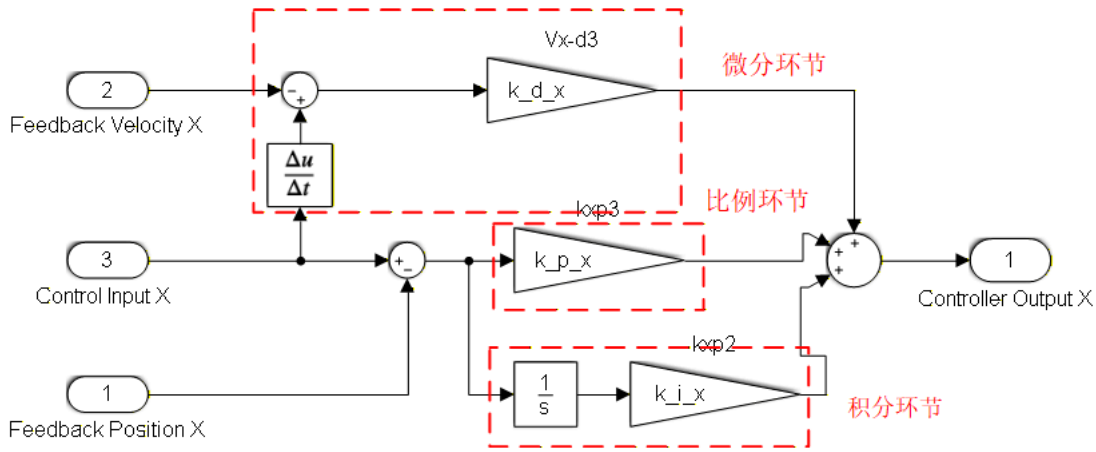 Vx-d3
微分环节
2
- +
k_d_x
Feedback Velocity X
Δu
Δt
kxp3
比例环节
3
+ -
k_p_x
+ + +
1
Control Input X
Controller Output X
kxp2
1
1
s
k_i_x
积分环节
Feedback Position X